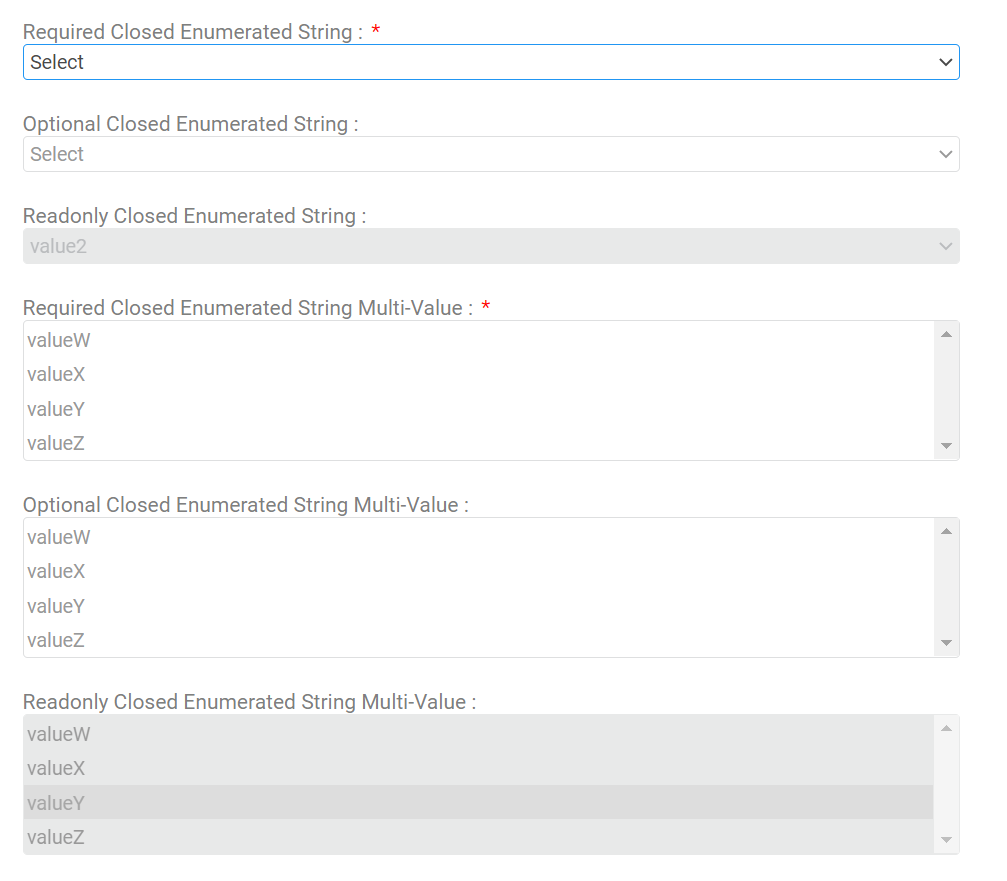 Required Closed Enumerated String : *
Select
Optional Closed Enumerated String :
Select
Readonly Closed Enumerated String :
value2
Required Closed Enumerated String Multi-Value : *
valueW
valueX
valueY
valueZ
Optional Closed Enumerated String Multi-Value :
valueW
valueX
valueY
valueZ
Readonly Closed Enumerated String Multi-Value :
valueW
valueX
valueY
valueZ